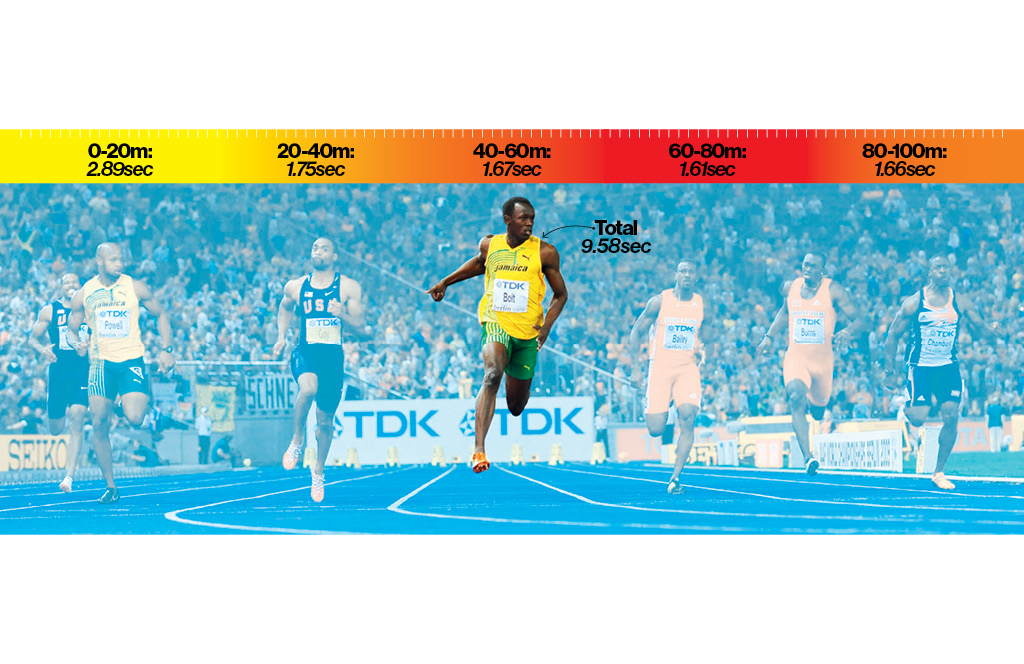 0-20m:
2.89sec
20-40m:
1.75sec
40-60m:
1.67sec
60-80m:
1.61sec
80-100m:
1.66sec
Total
9.58sec
jamaica
TDK
Powell
USA
TDK
jamaica
TDK
Bolt
berlin
TDK
Bailey
TDK
Burns
TDK
Chambers
SCHNE
TDK
TDK
SEIKO